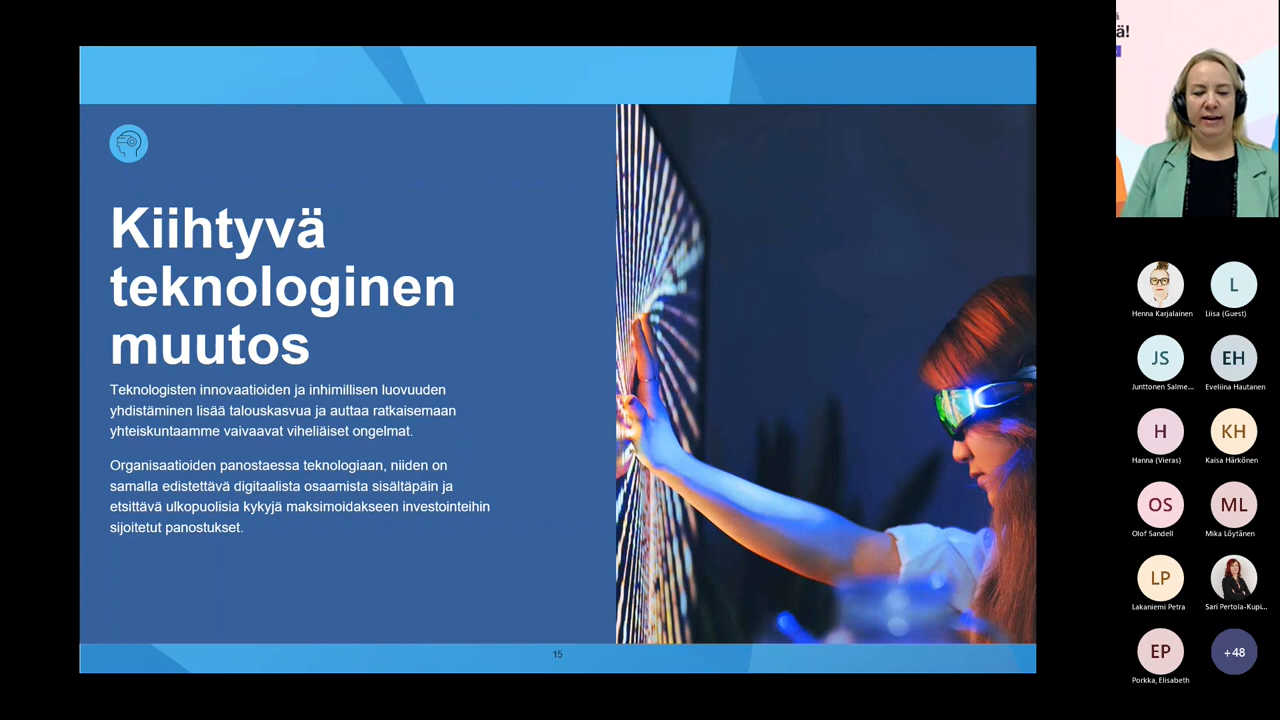 Kiihtyvä
teknologinen
muutos
Teknologisten innovaatioiden ja inhimillisen luovuuden
yhdistäminen lisää talouskasvua ja auttaa ratkaisemaan
yhteiskuntaamme vaivaavat viheliäiset ongelmat.
Organisaatioiden panostaessa teknologiaan, niiden on
samalla edistettävä digitaalista osaamista sisältäpäin ja
etsittävä ulkopuolisia kykyjä maksimoidakseen investointeihin
sijoitetut panostukset.
15
ä!
Henna Karjalainen
L
Liisa (Guest)
JS
Junttonen Salme...
EH
Eveliina Hautanen
H
Hanna (Vieras)
KH
Kaisa Härkönen
OS
Olof Sandell
ML
Mika Löytänen
LP
Lakaniemi Petra
Sari Pertola-Kupi...
EP
Porkka, Elisabeth
+48